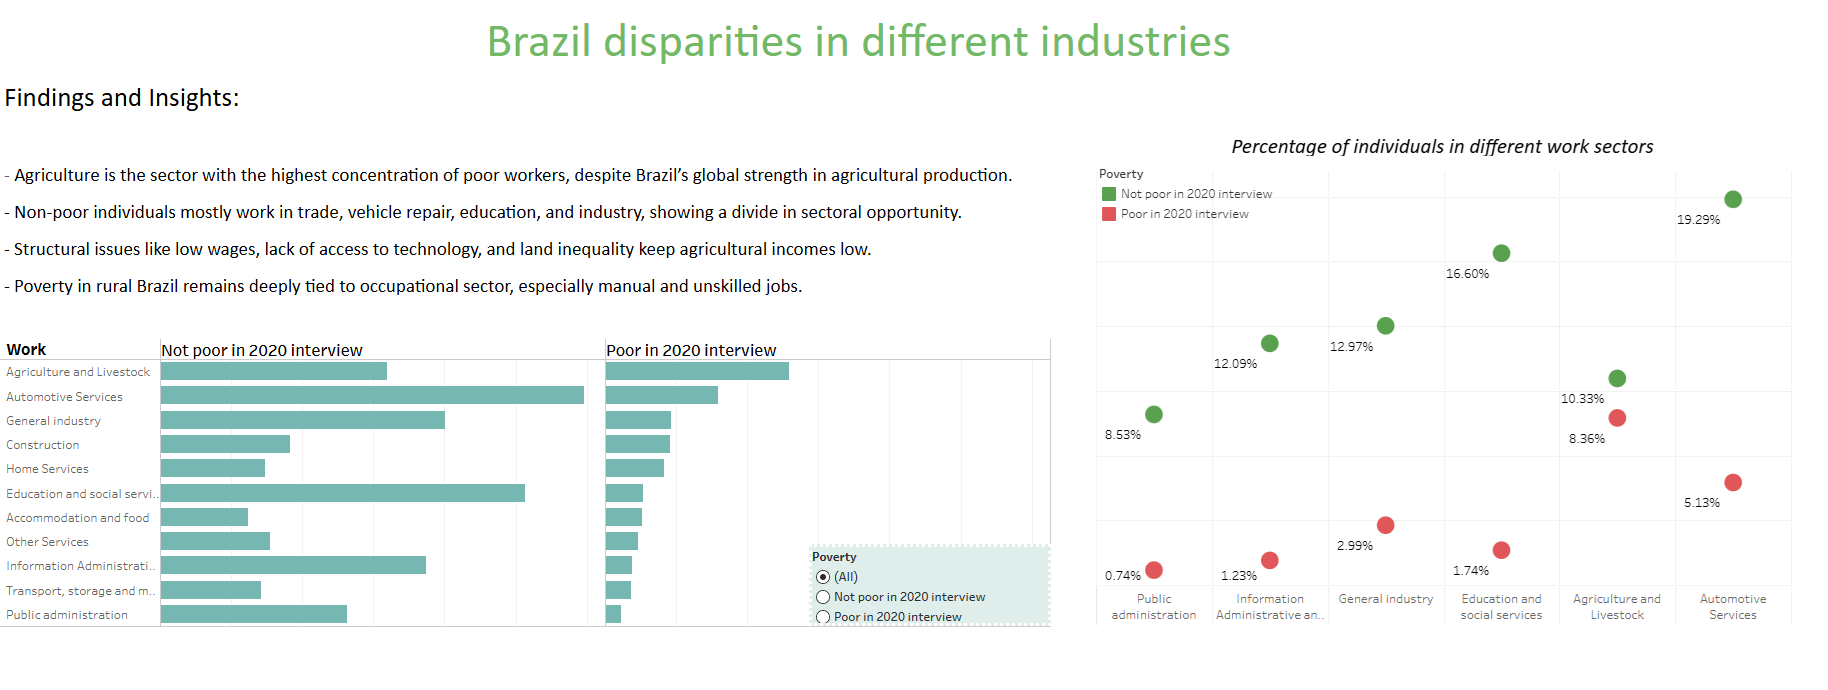 Brazil disparities in different industries
Findings and Insights:
- Agriculture is the sector with the highest concentration of poor workers, despite Brazil’s global strength in agricultural production.
- Non-poor individuals mostly work in trade, vehicle repair, education, and industry, showing a divide in sectoral opportunity.
- Structural issues like low wages, lack of access to technology, and land inequality keep agricultural incomes low.
- Poverty in rural Brazil remains deeply tied to occupational sector, especially manual and unskilled jobs.
Work
Not poor in 2020 interview
Poor in 2020 interview
Agriculture and Livestock
Automotive Services
General industry
Construction
Home Services
Education and social servi..
Accommodation and food
Other Services
Information Administrati..
Transport, storage and m..
Public administration
Poverty
(All)
Not poor in 2020 interview
Poor in 2020 interview
Percentage of individuals in different work sectors
Poverty
Not poor in 2020 interview
Poor in 2020 interview
19.29%
16.60%
12.97%
12.09%
10.33%
8.53%
8.36%
5.13%
2.99%
1.74%
1.23%
0.74%
Public
administration
Information
Administrative an..
General industry
Education and
social services
Agriculture and
Livestock
Automotive
Services